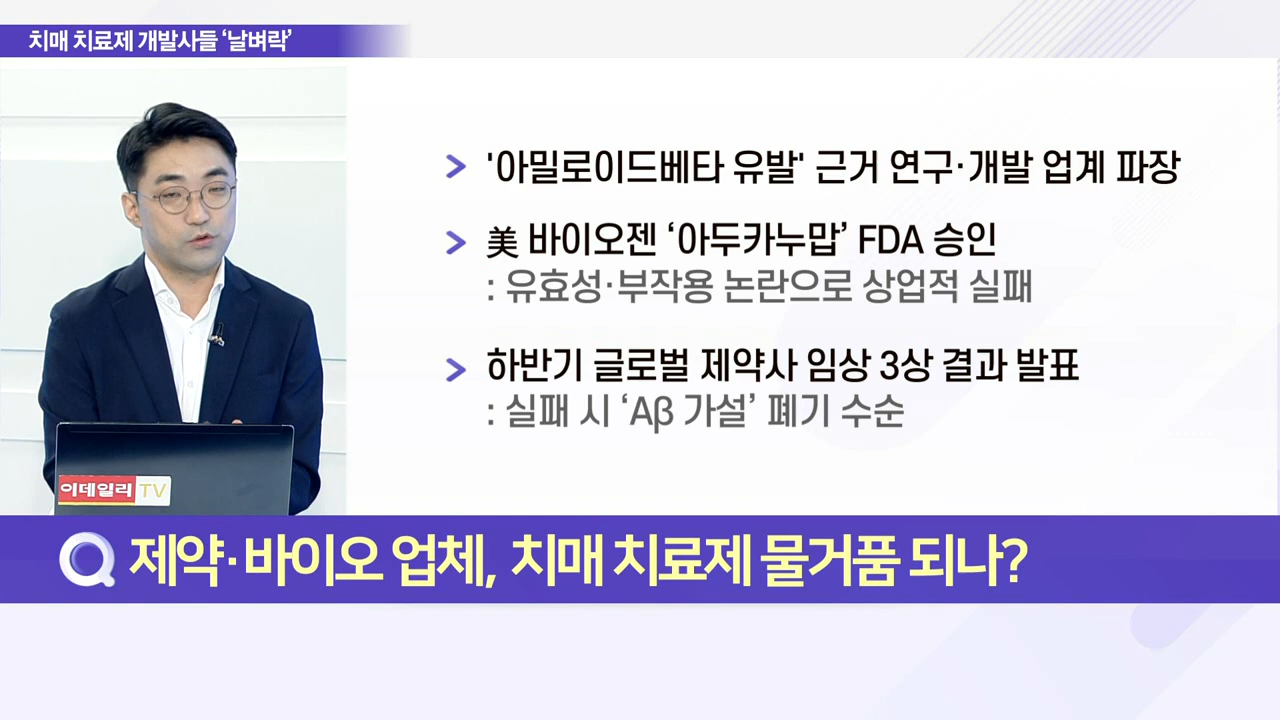 치매 치료제 개발사들 ‘날벼락’
> '아밀로이드베타 유발' 근거 연구·개발 업계 파장
> 美 바이오젠 ‘아두카누맙’ FDA 승인
: 유효성·부작용 논란으로 상업적 실패
> 하반기 글로벌 제약사 임상 3상 결과 발표
: 실패 시 ‘Aβ 가설’ 폐기 수순
이데일리 TV
Q 제약·바이오 업체, 치매 치료제 물거품 되나?